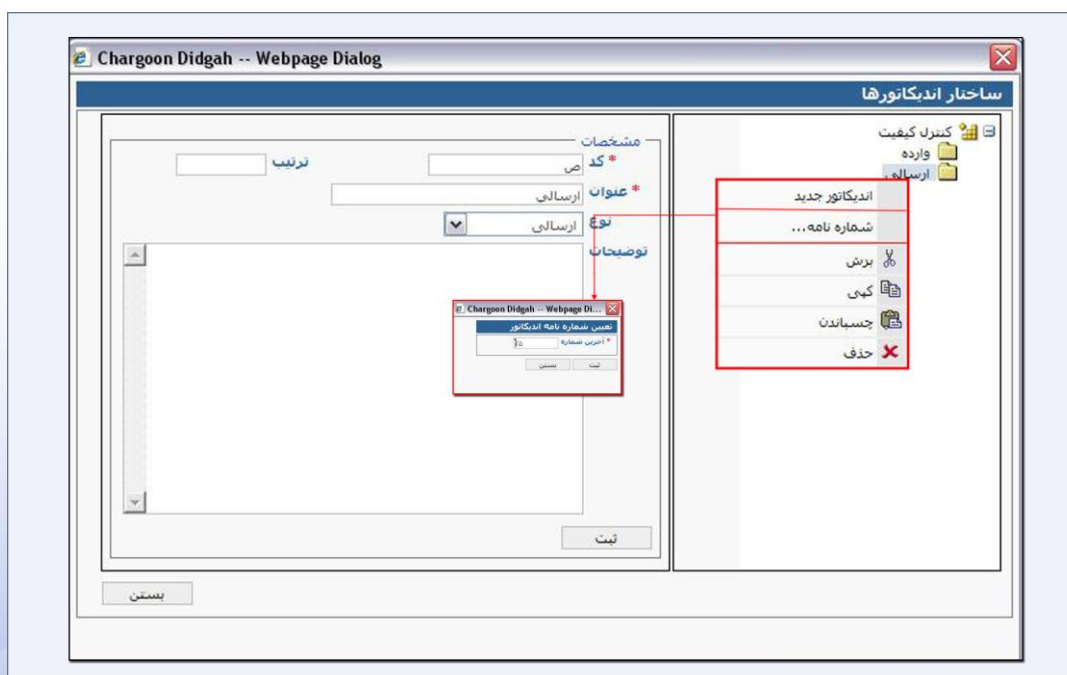 Chargoon Didgah -- Webpage Dialog
ساختار اندیکاتورها
کنترل کیفیت
وارده
ارسالی
اندیکاتور جدید
شماره نامه...
برش
کپی
چسباندن
حذف
مشخصات
* کد ص ترتیب
* عنوان ارسالی
نوع ارسالی
توضیحات
Chargoon Didgah -- Webpage Di...
تعیین شماره نامه اندیکاتور
* آخرین شماره
ثبت بستن
ثبت
بستن